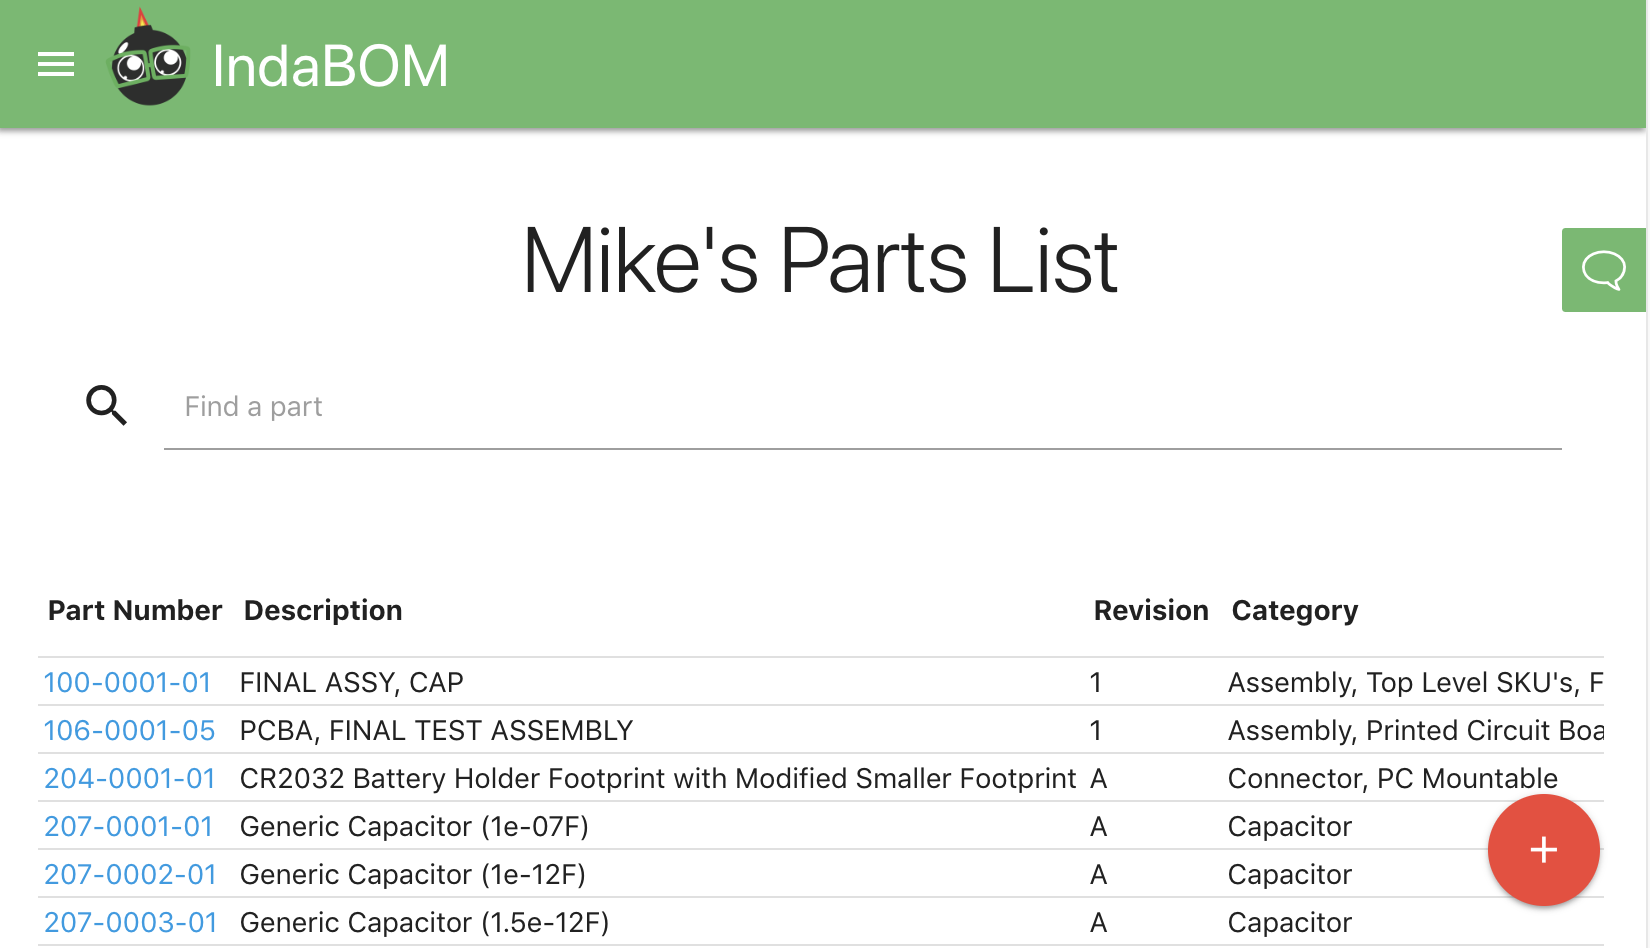 IndaBOM
Mike's Parts List
Find a part
Part Number Description Revision Category
100-0001-01 FINAL ASSY, CAP 1 Assembly, Top Level SKU's, F
106-0001-05 PCBA, FINAL TEST ASSEMBLY 1 Assembly, Printed Circuit Boa
204-0001-01 CR2032 Battery Holder Footprint with Modified Smaller Footprint A Connector, PC Mountable
207-0001-01 Generic Capacitor (1e-07F) A Capacitor
207-0002-01 Generic Capacitor (1e-12F) A Capacitor
207-0003-01 Generic Capacitor (1.5e-12F) A Capacitor